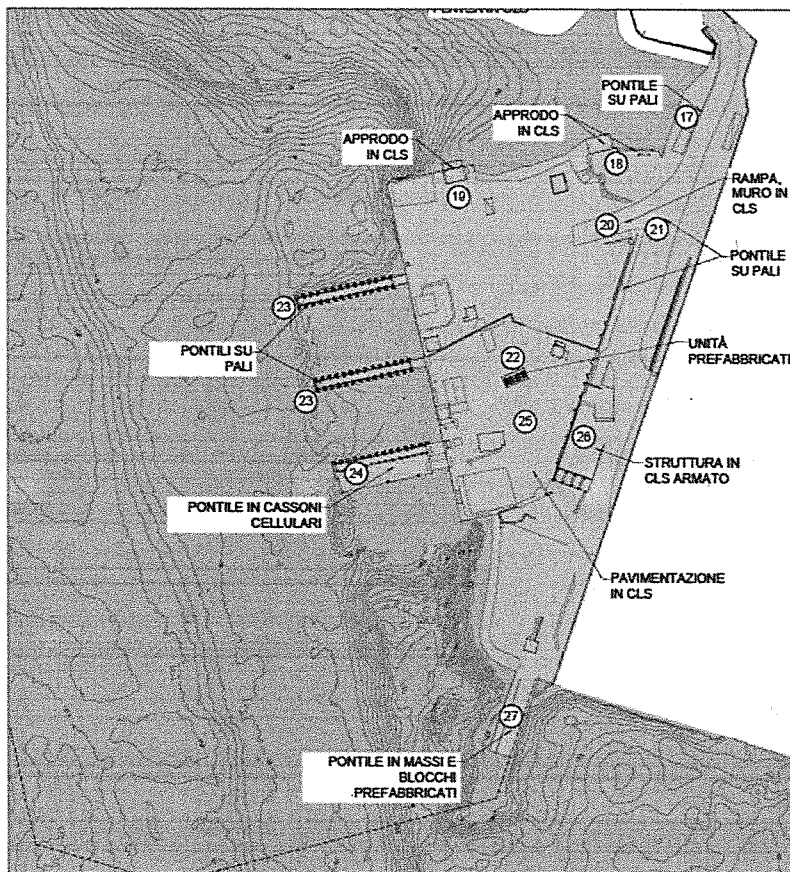 PONTILE
SU PALI
17
APPRODO
IN CLS
18
APPRODO
IN CLS
19
RAMPA,
MURO IN
CLS
20
21
PONTILE
SU PALI
23
PONTILI SU
PALI
23
22
UNITÀ
PREFABBRICATI
25
26
STRUTTURA IN
CLS ARMATO
24
PONTILE IN CASSONI
CELLULARI
PAVIMENTAZIONE
IN CLS
27
PONTILE IN MASSI E
BLOCCHI
PREFABBRICATI